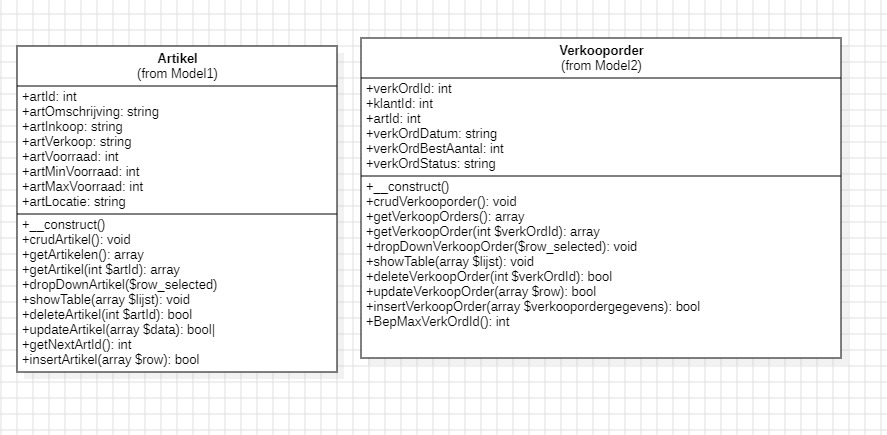 Artikel
(from Model1)
+artId: int
+artOmschrijving: string
+artInkoop: string
+artVerkoop: string
+artVoorraad: int
+artMinVoorraad: int
+artMaxVoorraad: int
+artLocatie: string
+__construct()
+crudArtikel(): void
+getArtikelen(): array
+getArtikel(int $artId): array
+dropDownArtikel($row_selected)
+showTable(array $lijst): void
+deleteArtikel(int $artId): bool
+updateArtikel(array $data): bool|
+getNextArtId(): int
+insertArtikel(array $row): bool
Verkooporder
(from Model2)
+verkOrdId: int
+klantId: int
+artId: int
+verkOrdDatum: string
+verkOrdBestAantal: int
+verkOrdStatus: string
+__construct()
+crudVerkooporder(): void
+getVerkoopOrders(): array
+getVerkoopOrder(int $verkOrdId): array
+dropDownVerkoopOrder($row_selected): void
+showTable(array $lijst): void
+deleteVerkoopOrder(int $verkOrdId): bool
+updateVerkoopOrder(array $row): bool
+insertVerkoopOrder(array $verkoopordergegevens): bool
+BepMaxVerkOrdId(): int